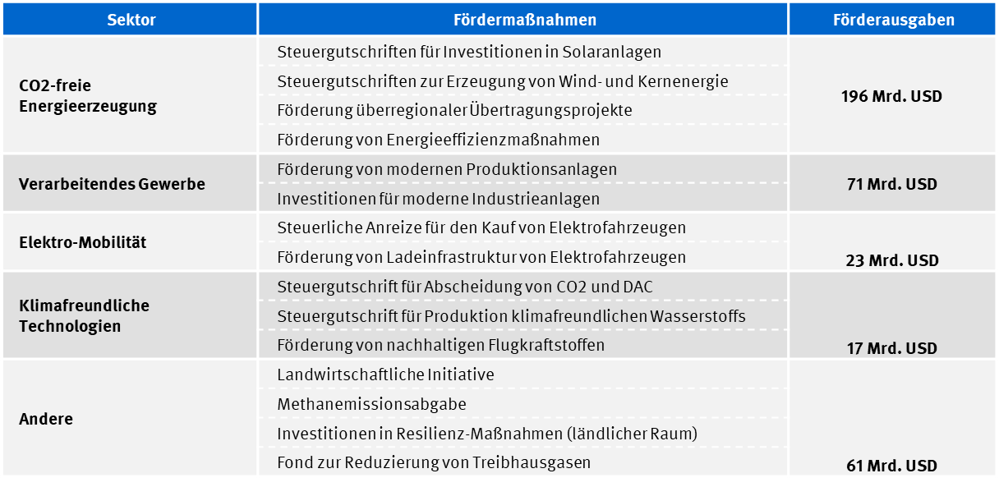 Sektor
Fördermaßnahmen
Förderausgaben
CO2-freie
Energieerzeugung
Steuergutschriften für Investitionen in Solaranlagen
Steuergutschriften zur Erzeugung von Wind- und Kernenergie
Förderung überregionaler Übertragungsprojekte
Förderung von Energieeffizienzmaßnahmen
196 Mrd. USD
Verarbeitendes Gewerbe
Förderung von modernen Produktionsanlagen
Investitionen für moderne Industrieanlagen
71 Mrd. USD
Elektro-Mobilität
Steuerliche Anreize für den Kauf von Elektrofahrzeugen
Förderung von Ladeinfrastruktur von Elektrofahrzeugen
23 Mrd. USD
Klimafreundliche
Technologien
Steuergutschrift für Abscheidung von CO2 und DAC
Steuergutschrift für Produktion klimafreundlichen Wasserstoffs
Förderung von nachhaltigen Flugkraftstoffen
17 Mrd. USD
Andere
Landwirtschaftliche Initiative
Methanemissionsabgabe
Investitionen in Resilienz-Maßnahmen (ländlicher Raum)
Fond zur Reduzierung von Treibhausgasen
61 Mrd. USD